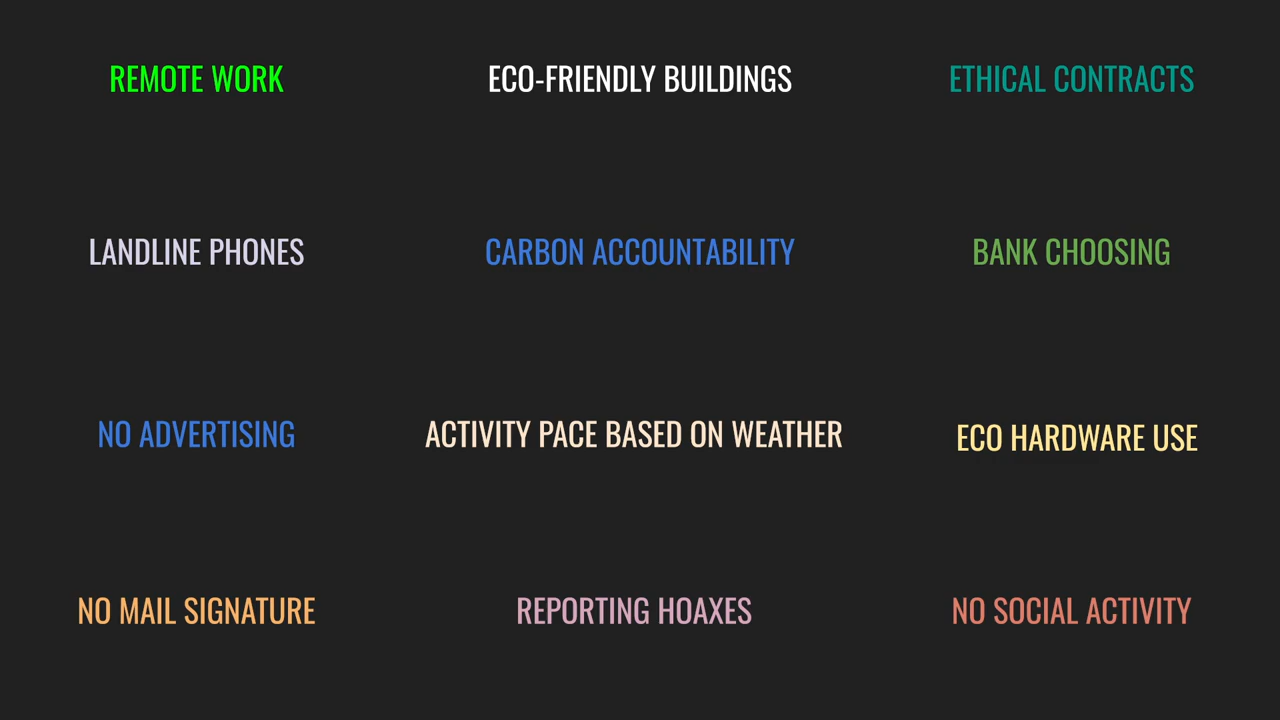 REMOTE WORK
ECO-FRIENDLY BUILDINGS
ETHICAL CONTRACTS
LANDLINE PHONES
CARBON ACCOUNTABILITY
BANK CHOOSING
NO ADVERTISING
ACTIVITY PACE BASED ON WEATHER
ECO HARDWARE USE
NO MAIL SIGNATURE
REPORTING HOAXES
NO SOCIAL ACTIVITY